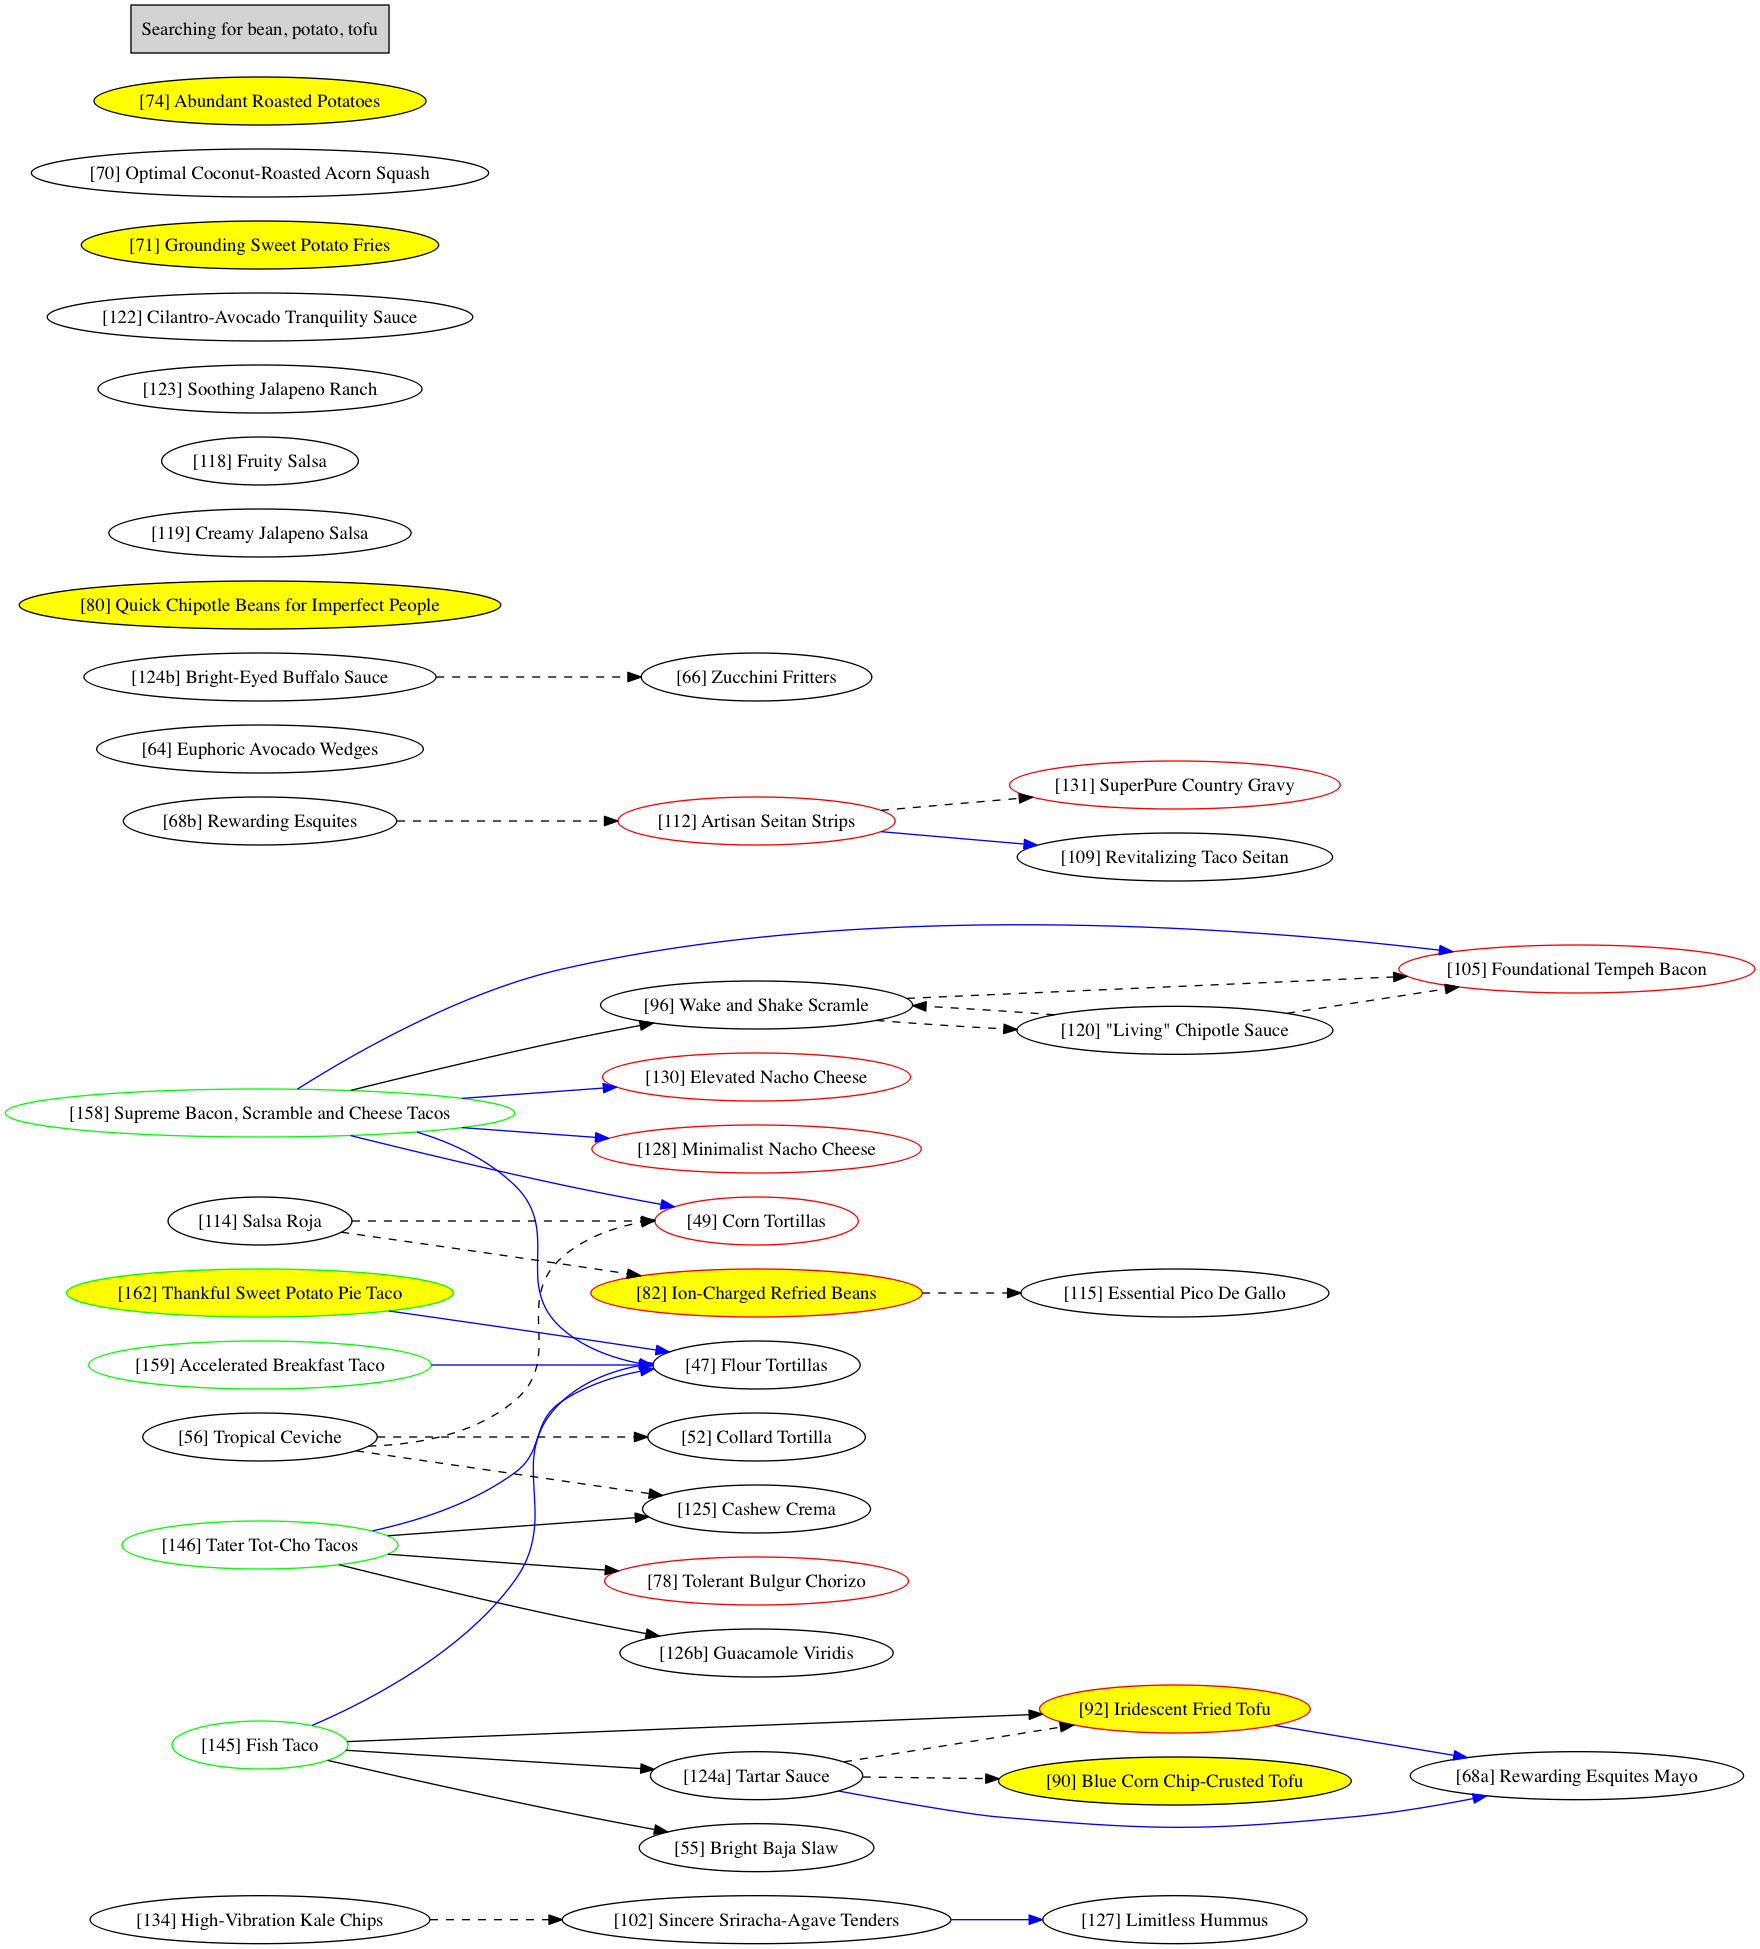 Searching for bean, potato, tofu
[74] Abundant Roasted Potatoes
[70] Optimal Coconut-Roasted Acorn Squash
[71] Grounding Sweet Potato Fries
[122] Cilantro-Avocado Tranquility Sauce
[123] Soothing Jalapeno Ranch
[118] Fruity Salsa
[119] Creamy Jalapeno Salsa
[80] Quick Chipotle Beans for Imperfect People
[124b] Bright-Eyed Buffalo Sauce
[66] Zucchini Fritters
[64] Euphoric Avocado Wedges
[131] SuperPure Country Gravy
[68b] Rewarding Esquites
[112] Artisan Seitan Strips
[109] Revitalizing Taco Seitan
[105] Foundational Tempeh Bacon
[96] Wake and Shake Scramle
[120] "Living" Chipotle Sauce
[130] Elevated Nacho Cheese
[158] Supreme Bacon, Scramble and Cheese Tacos
[128] Minimalist Nacho Cheese
[114] Salsa Roja
[49] Corn Tortillas
[162] Thankful Sweet Potato Pie Taco
[82] Ion-Charged Refried Beans
[115] Essential Pico De Gallo
[159] Accelerated Breakfast Taco
[47] Flour Tortillas
[56] Tropical Ceviche
[52] Collard Tortilla
[125] Cashew Crema
[146] Tater Tot-Cho Tacos
[78] Tolerant Bulgur Chorizo
[126b] Guacamole Viridis
[92] Iridescent Fried Tofu
[145] Fish Taco
[124a] Tartar Sauce
[90] Blue Corn Chip-Crusted Tofu
[68a] Rewarding Esquites Mayo
[55] Bright Baja Slaw
[134] High-Vibration Kale Chips
[102] Sincere Sriracha-Agave Tenders
[127] Limitless Hummus